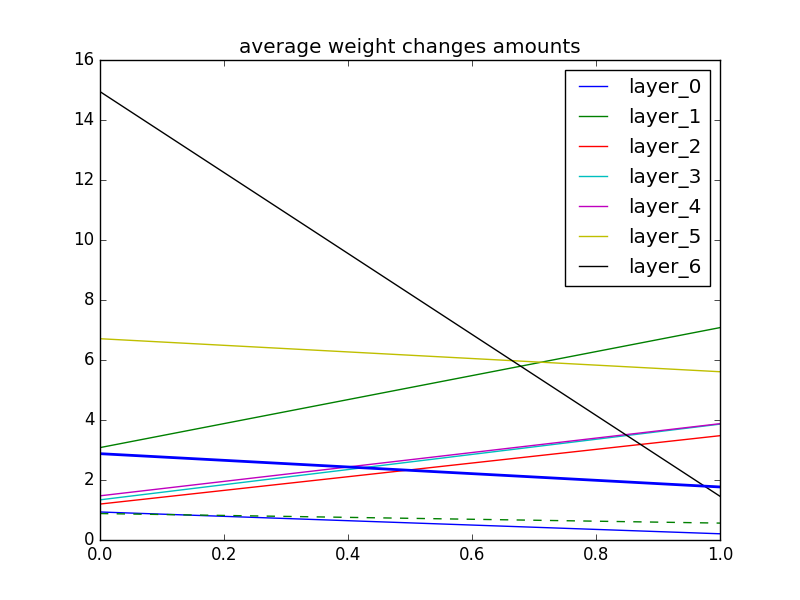 average weight changes amounts
16
14
12
10
8
6
4
2
0
0.0 0.2 0.4 0.6 0.8 1.0
layer_0
layer_1
layer_2
layer_3
layer_4
layer_5
layer_6